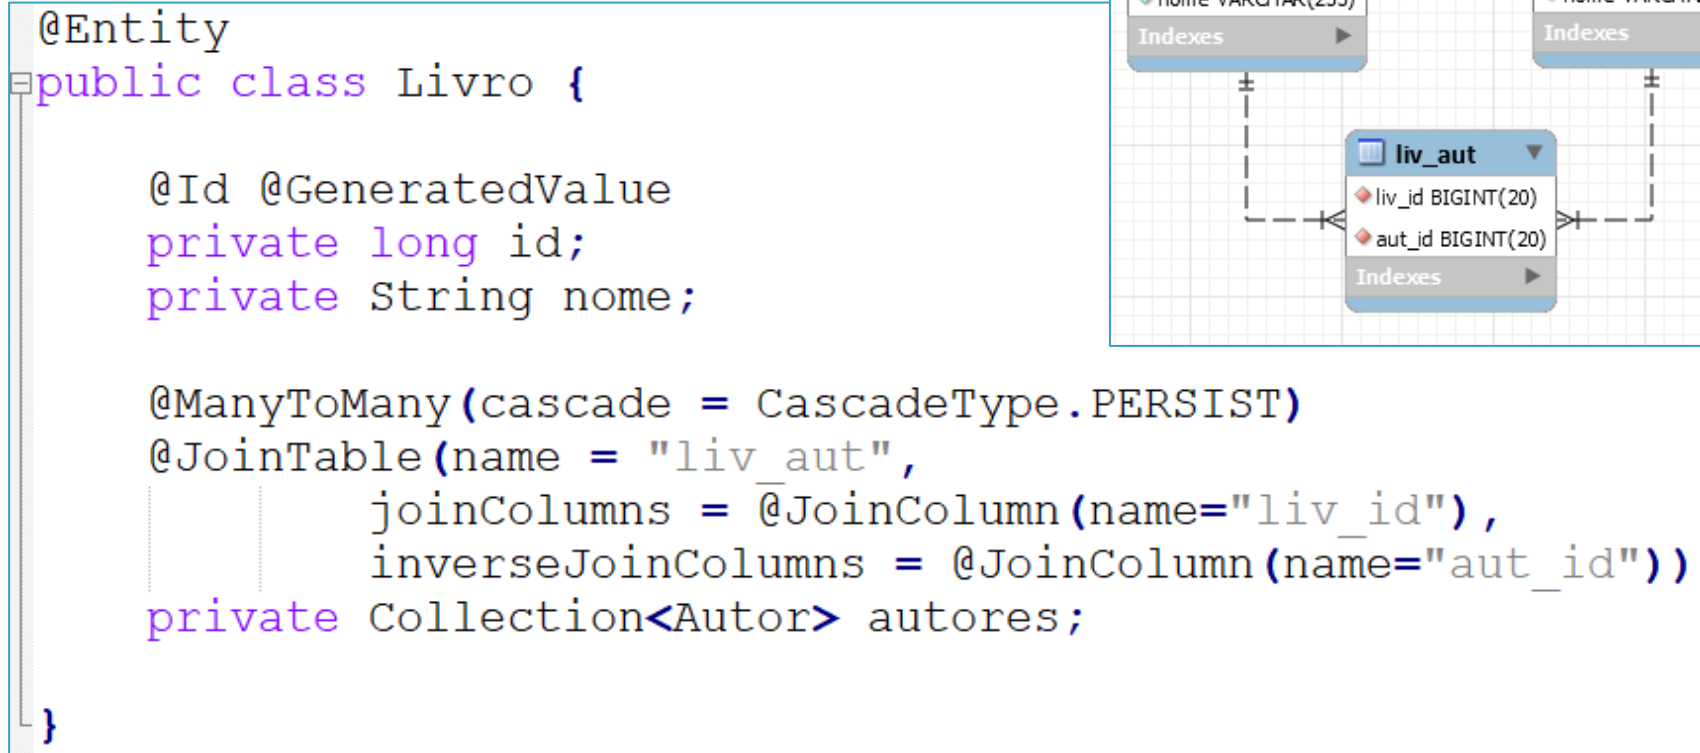 @Entity
public class Livro {
@Id @GeneratedValue
private long id;
private String nome;
@ManyToMany(cascade = CascadeType.PERSIST)
@JoinTable(name = "liv_aut",
joinColumns = @JoinColumn(name="liv_id"),
inverseJoinColumns = @JoinColumn(name="aut_id"))
private Collection<Autor> autores;
}
Indexes
Indexes
liv_aut
liv_id BIGINT(20)
aut_id BIGINT(20)
Indexes